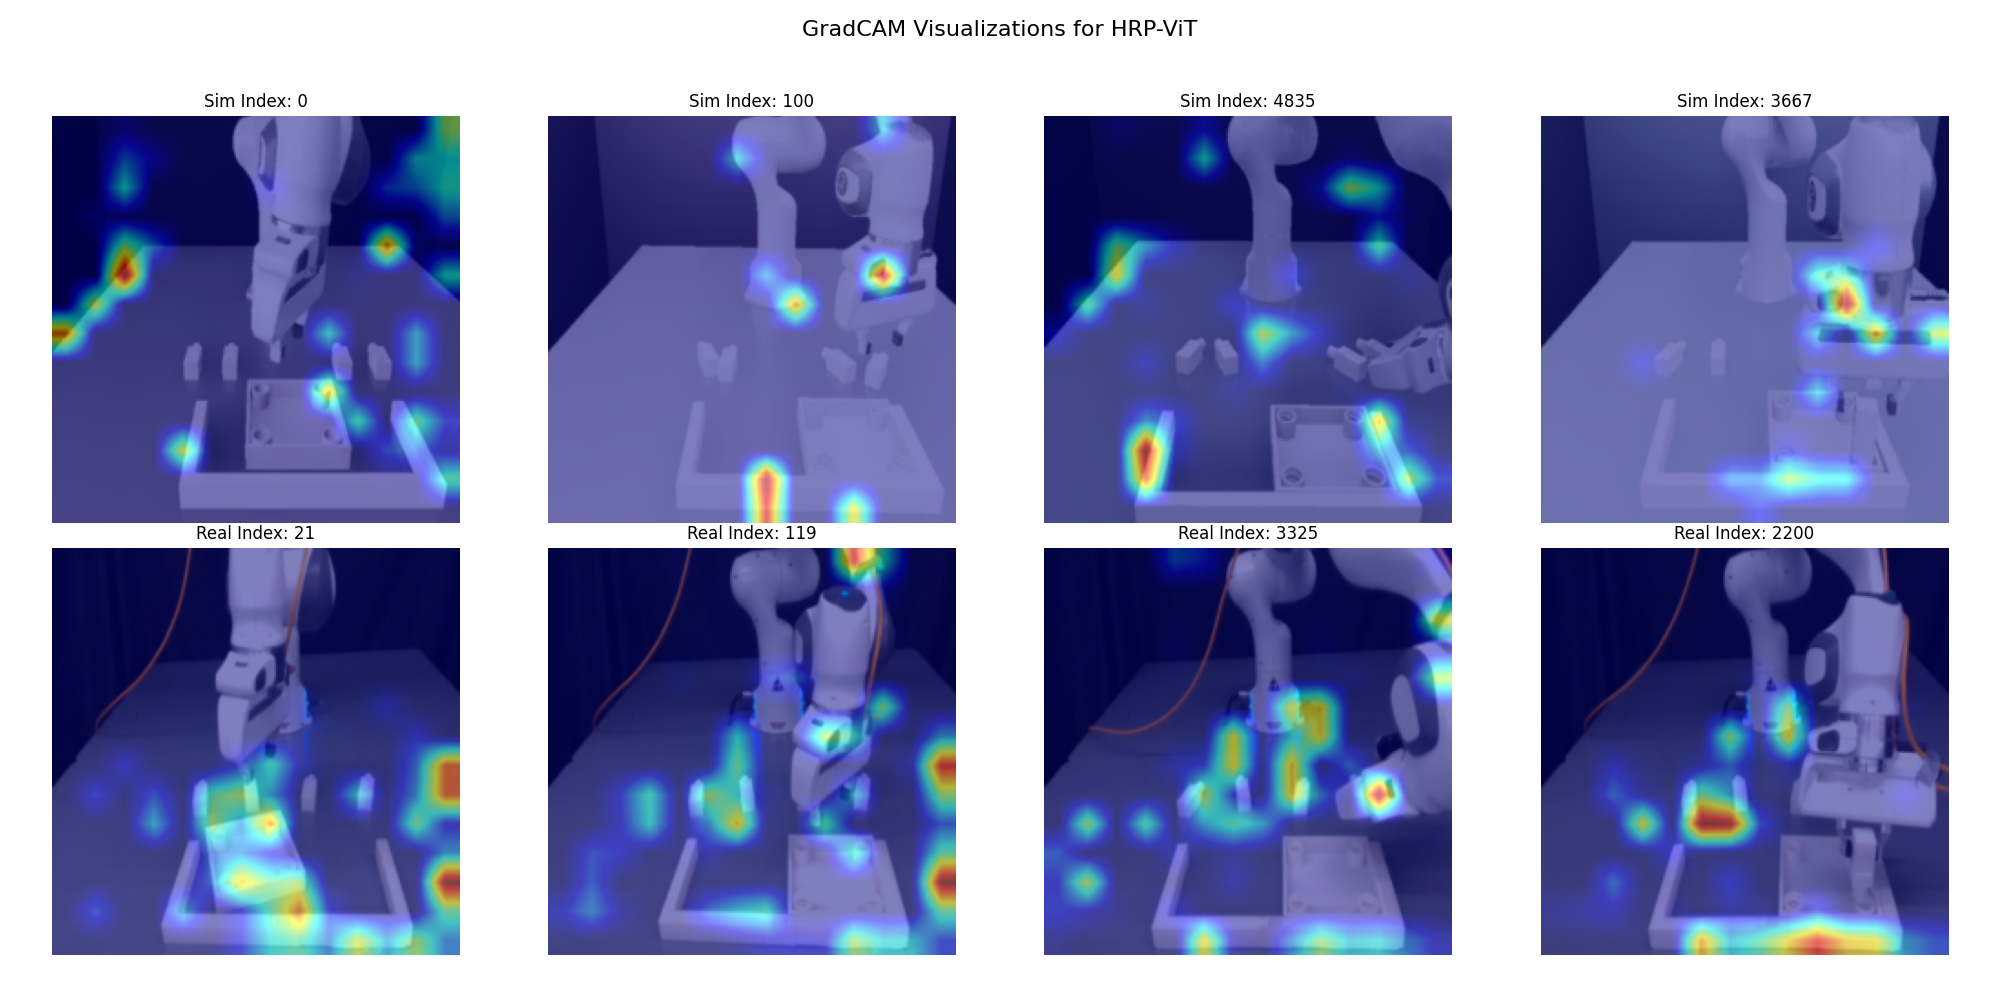 GradCAM Visualizations for HRP-ViT
Sim Index: 0
Sim Index: 100
Sim Index: 4835
Sim Index: 3667
Real Index: 21
Real Index: 119
Real Index: 3325
Real Index: 2200